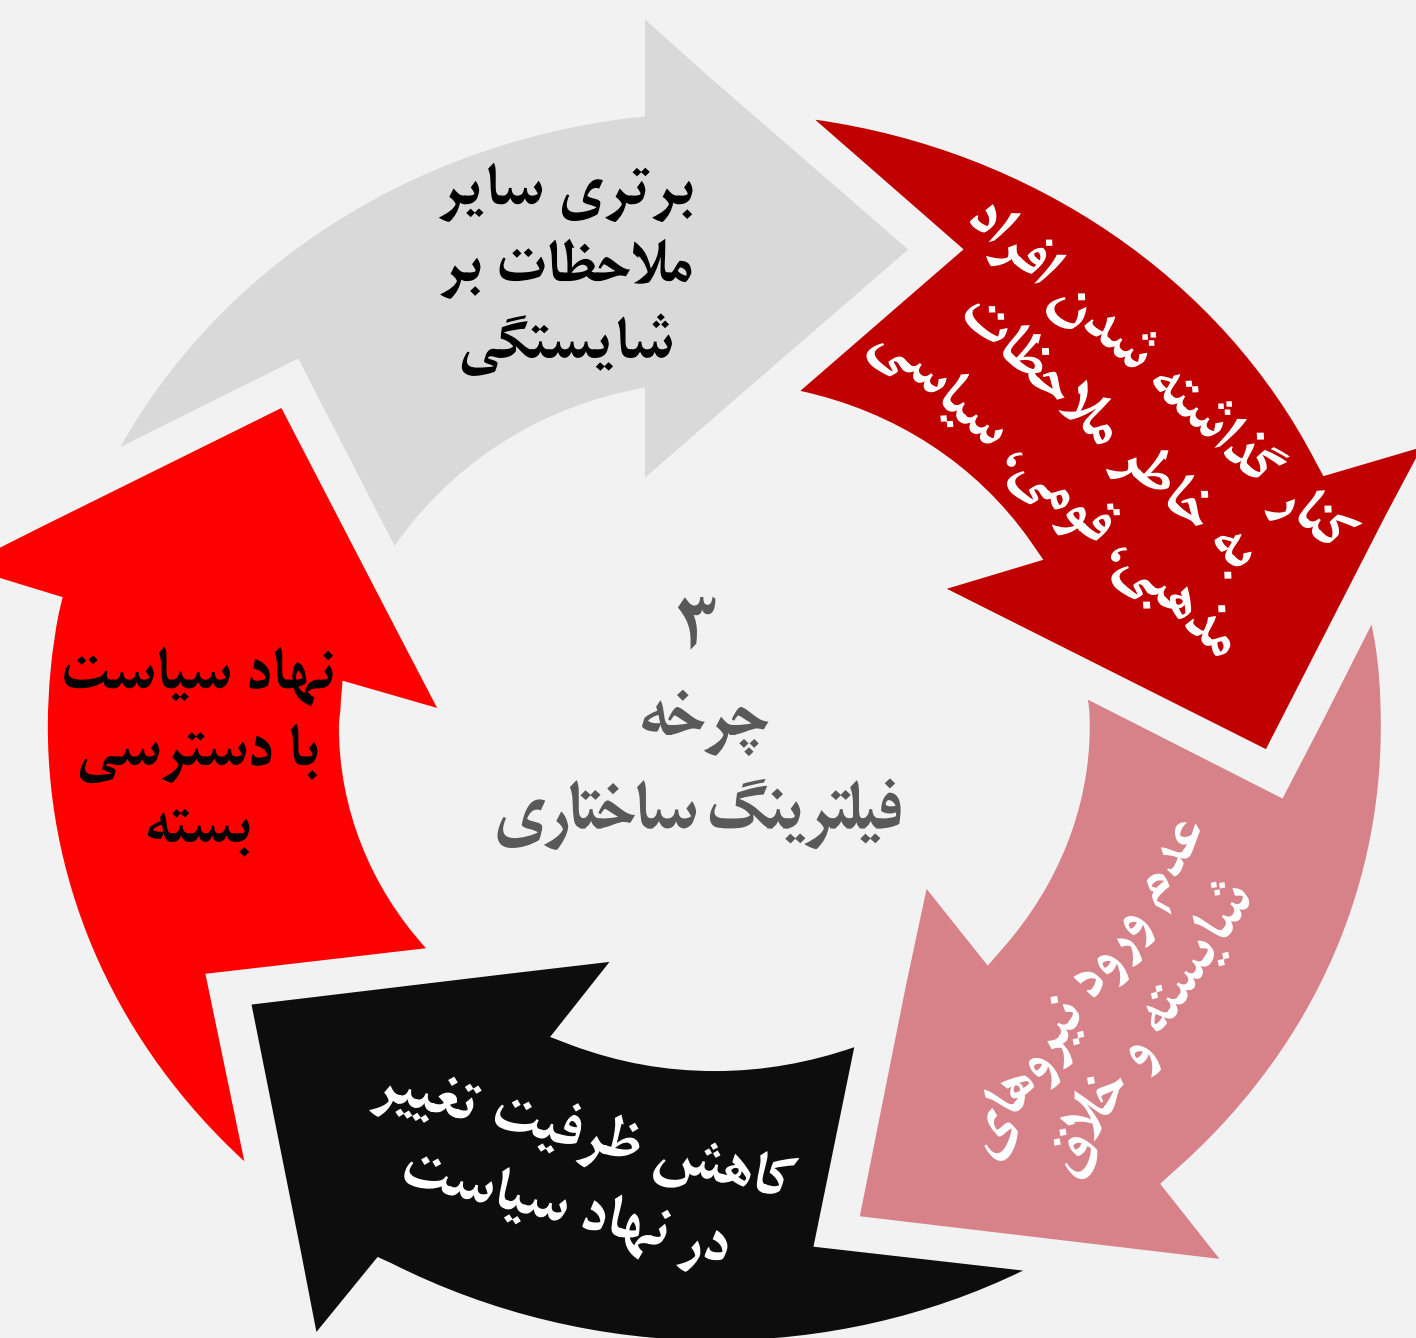 برتری سایر
ملاحظات بر
شایستگی
کنار گذاشته شدن افراد
به خاطر ملاحظات
مذهبی، قومی، سیاسی
عدم ورود نیروهای
شایسته و خلاق
کاهش ظرفیت تغییر
در نهاد سیاست
نهاد سیاست
با دسترسی
بسته
۳
چرخه
فیلترینگ ساختاری